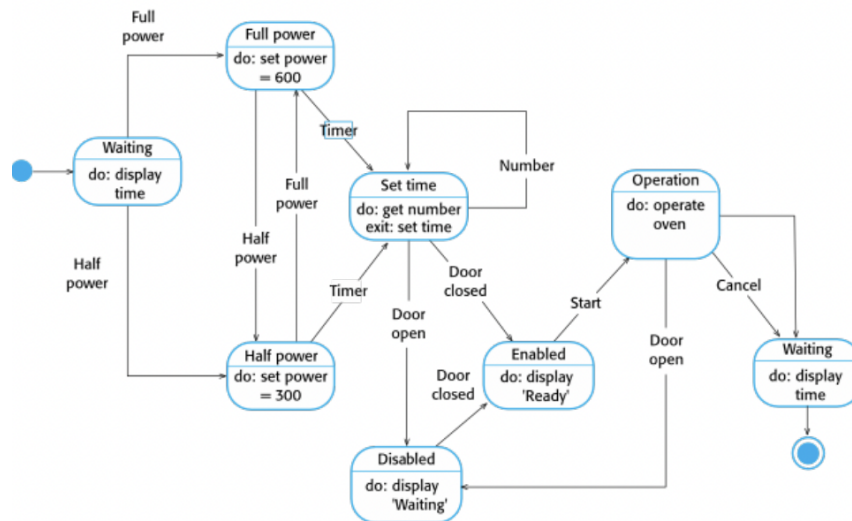 Full
power
Full power
do: set power
= 600
Timer
Waiting
do: display
time
Number
Full
power
Set time
do: get number
exit: set time
Operation
do: operate
oven
Half
power
Half
power
Timer
Door
open
Door
closed
Start
Cancel
Door
open
Half power
do: set power
= 300
Door
closed
Enabled
do: display
'Ready'
Waiting
do: display
time
Disabled
do: display
'Waiting'